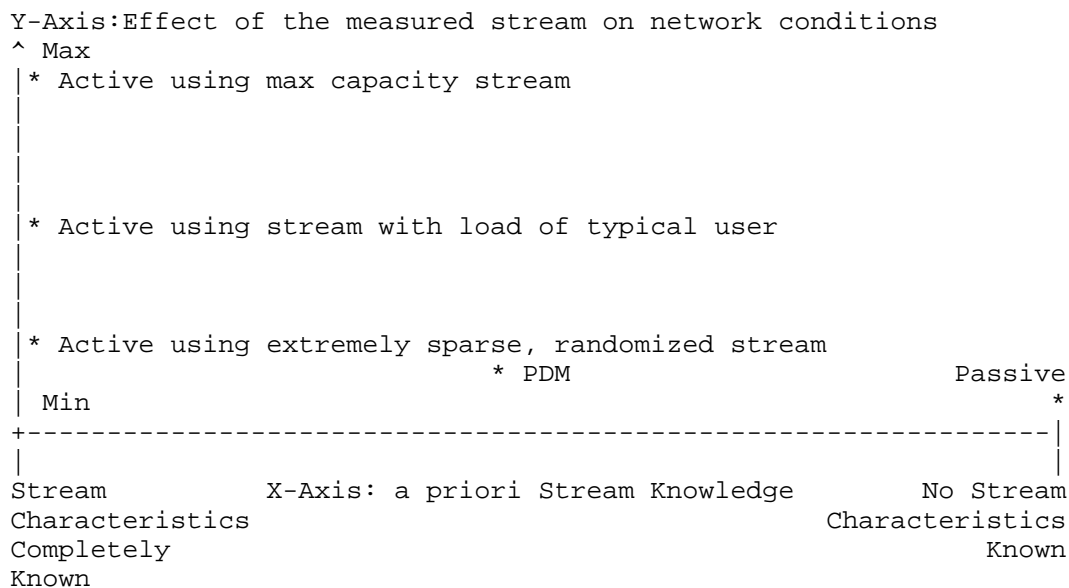 Y-Axis:Effect of the measured stream on network conditions
^ Max
|* Active using max capacity stream
|
|
|
|
|* Active using stream with load of typical user
|
|
|
|* Active using extremely sparse, randomized stream
|                             * PDM                        Passive
| Min                                                            *
+----------------------------------------------------------------|
|                                                                |
Stream          X-Axis: a priori Stream Knowledge        No Stream
Characteristics                                    Characteristics
Completely                                                   Known
Known